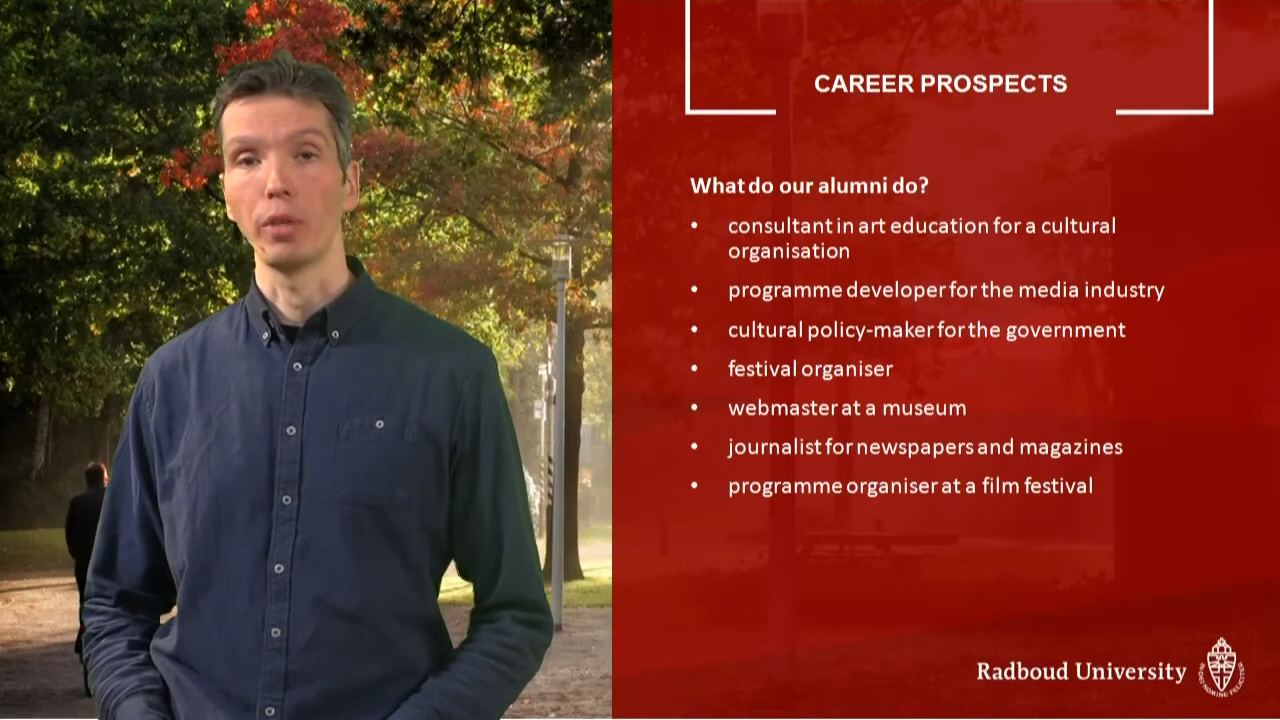 CAREER PROSPECTS
What do our alumni do?
• consultant in art education for a cultural
organisation
• programme developer for the media industry
• cultural policy-maker for the government
• festival organiser
• webmaster at a museum
• journalist for newspapers and magazines
• programme organiser at a film festival
Radboud University